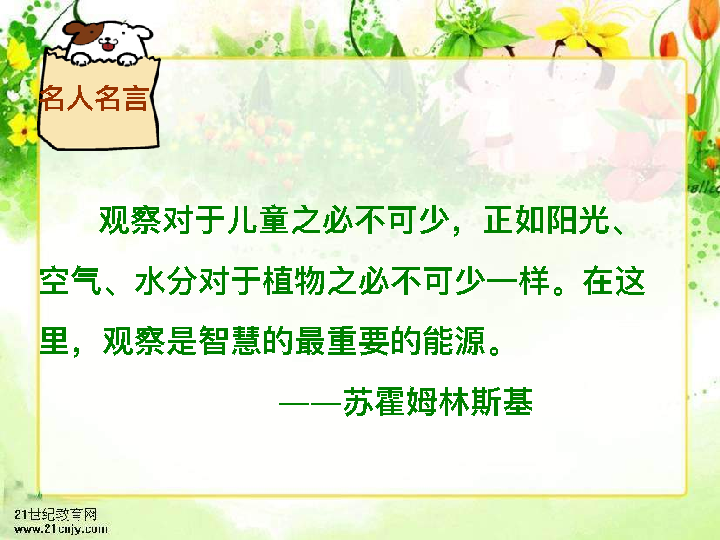 名人名言
观察对于儿童之必不可少，正如阳光、
空气、水分对于植物之必不可少一样。在这
里，观察是智慧的最重要的能源。
——苏霍姆林斯基
21世纪教育网
www.21cnjy.com